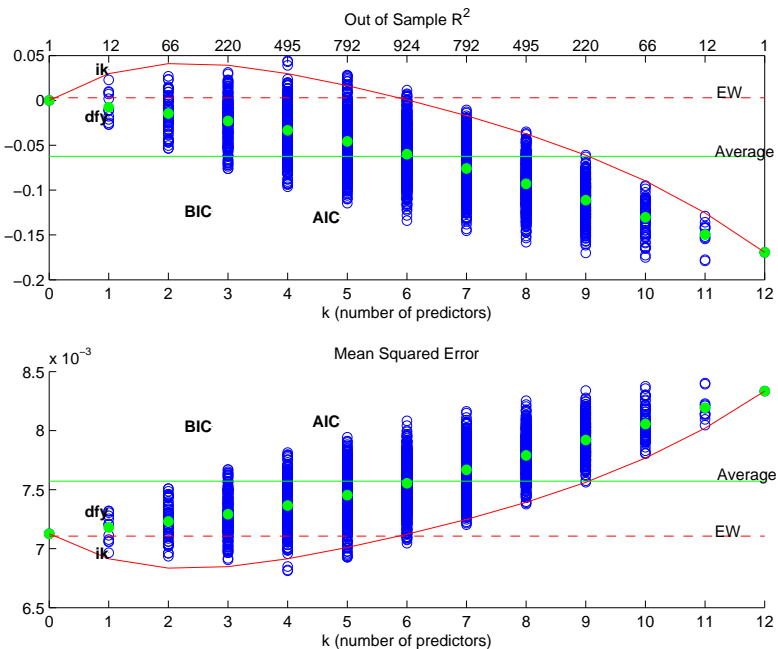 Out of Sample R²
1 12 66 220 495 792 924 792 495 220 66 12 1
0.05
ik
0
EW
dfy
−0.05
Average
−0.1
BIC AIC
−0.15
−0.2
0 1 2 3 4 5 6 7 8 9 10 11 12
k (number of predictors)
x 10⁻³
Mean Squared Error
8.5
BIC AIC
8
Average
7.5
dfy
EW
7
ik
6.5
0 1 2 3 4 5 6 7 8 9 10 11 12
k (number of predictors)